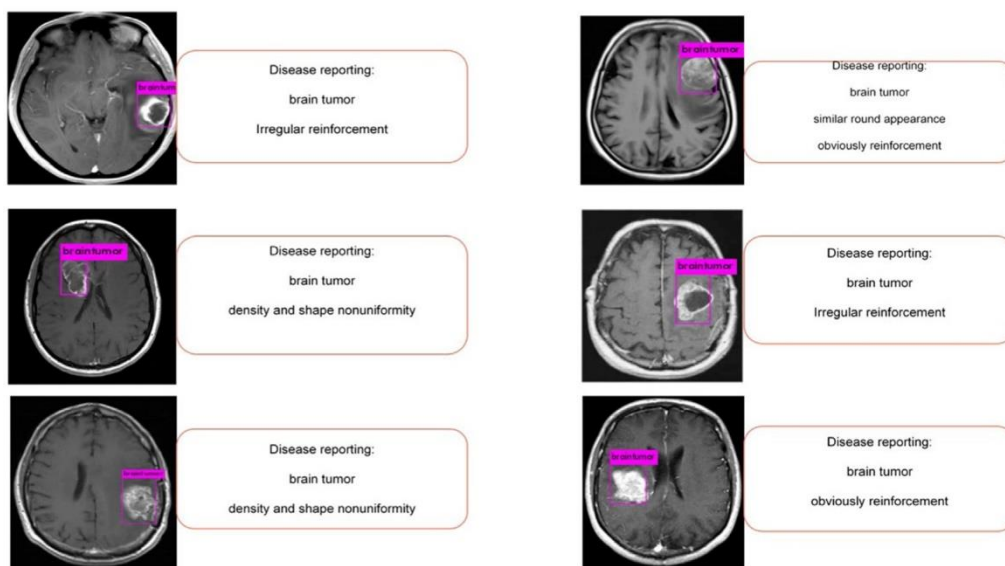 brain tum
Disease reporting:
brain tumor
Irregular reinforcement
brain tumor
Disease reporting:
brain tumor
similar round appearance
obviously reinforcement
brain tumor
Disease reporting:
brain tumor
density and shape nonuniformity
brain tumor
Disease reporting:
brain tumor
Irregular reinforcement
brain tumor
Disease reporting:
brain tumor
density and shape nonuniformity
brain tumor
Disease reporting:
brain tumor
obviously reinforcement